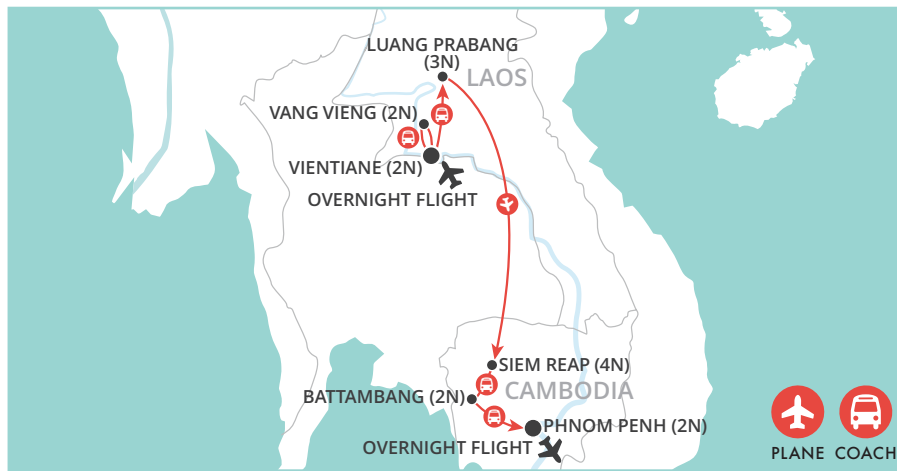 LUANG PRABANG
(3N)
LAOS
VANG VIENG (2N)
VIENTIANE (2N)
OVERNIGHT FLIGHT
SIEM REAP (4N)
CAMBODIA
BATTAMBANG (2N)
PHNOM PENH (2N)
OVERNIGHT FLIGHT
PLANE COACH